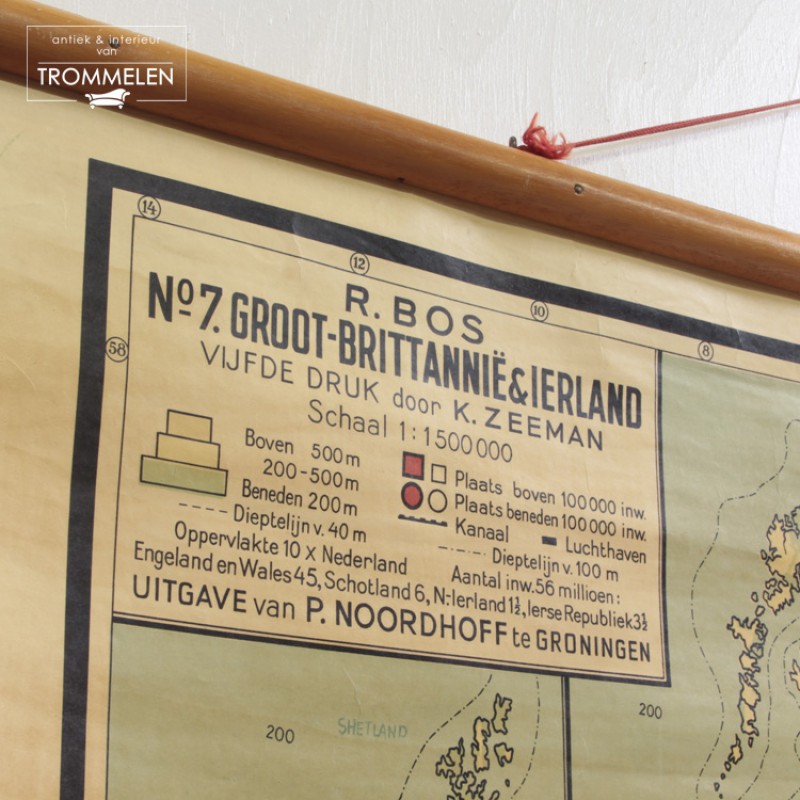 antiek & interieur
van
TROMMELEN
14
12
10
8
58
R. BOS
Nº 7. GROOT-BRITTANNIË & IERLAND
VIJFDE DRUK door K. ZEEMAN
Schaal 1:1500000
Boven 500 m
200-500 m
Beneden 200 m
Dieptelijn v. 40 m
Plaats boven 100000 inw.
Plaats beneden 100000 inw.
Kanaal Luchthaven
Dieptelijn v. 100 m
Oppervlakte 10 x Nederland Aantal inw. 56 millioen:
Engeland en Wales 45, Schotland 6, N.-Ierland 1½, Ierse Republiek 3½
UITGAVE van P. NOORDHOFF te GRONINGEN
200
SHETLAND
200